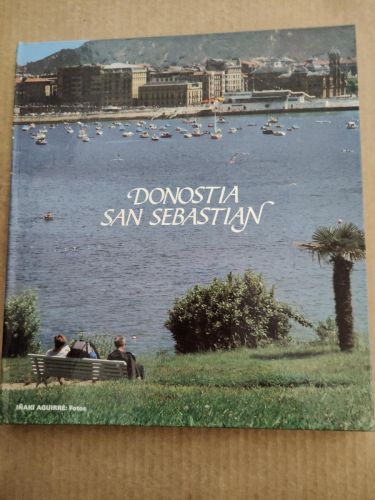 DONOSTIA
SAN SEBASTIAN
IÑAKI AGUIRRE: Fotos